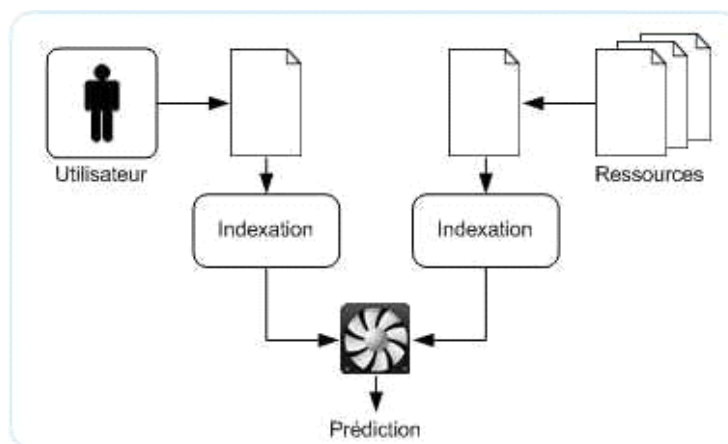 Utilisateur
Ressources
Indexation
Indexation
Prédiction